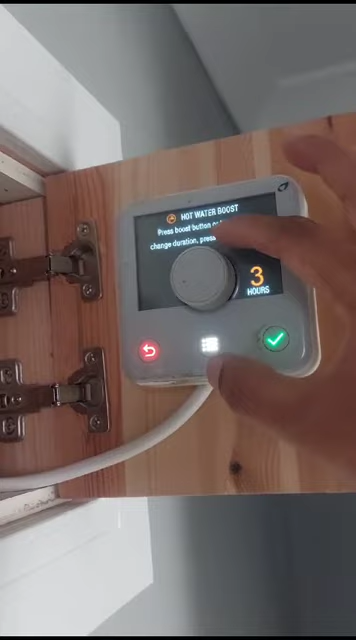 HOT WATER BOOST
Press boost button
change duration, press
3
HOURS